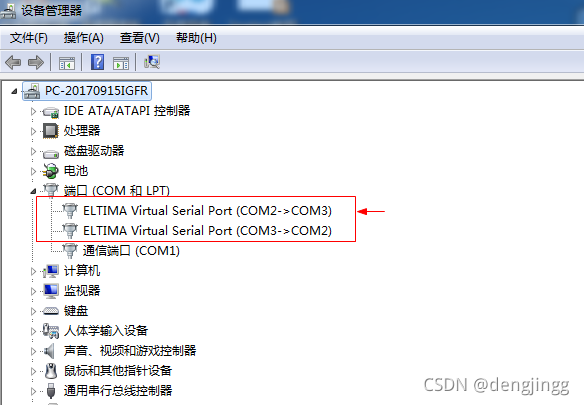 设备管理器
文件(F) 操作(A) 查看(V) 帮助(H)
PC-20170915IGFR
IDE ATA/ATAPI 控制器
处理器
磁盘驱动器
电池
端口 (COM 和 LPT)
ELTIMA Virtual Serial Port (COM2->COM3)
ELTIMA Virtual Serial Port (COM3->COM2)
通信端口 (COM1)
计算机
监视器
键盘
人体学输入设备
声音、视频和游戏控制器
鼠标和其他指针设备
通用串行总线控制器
CSDN @dengjingg